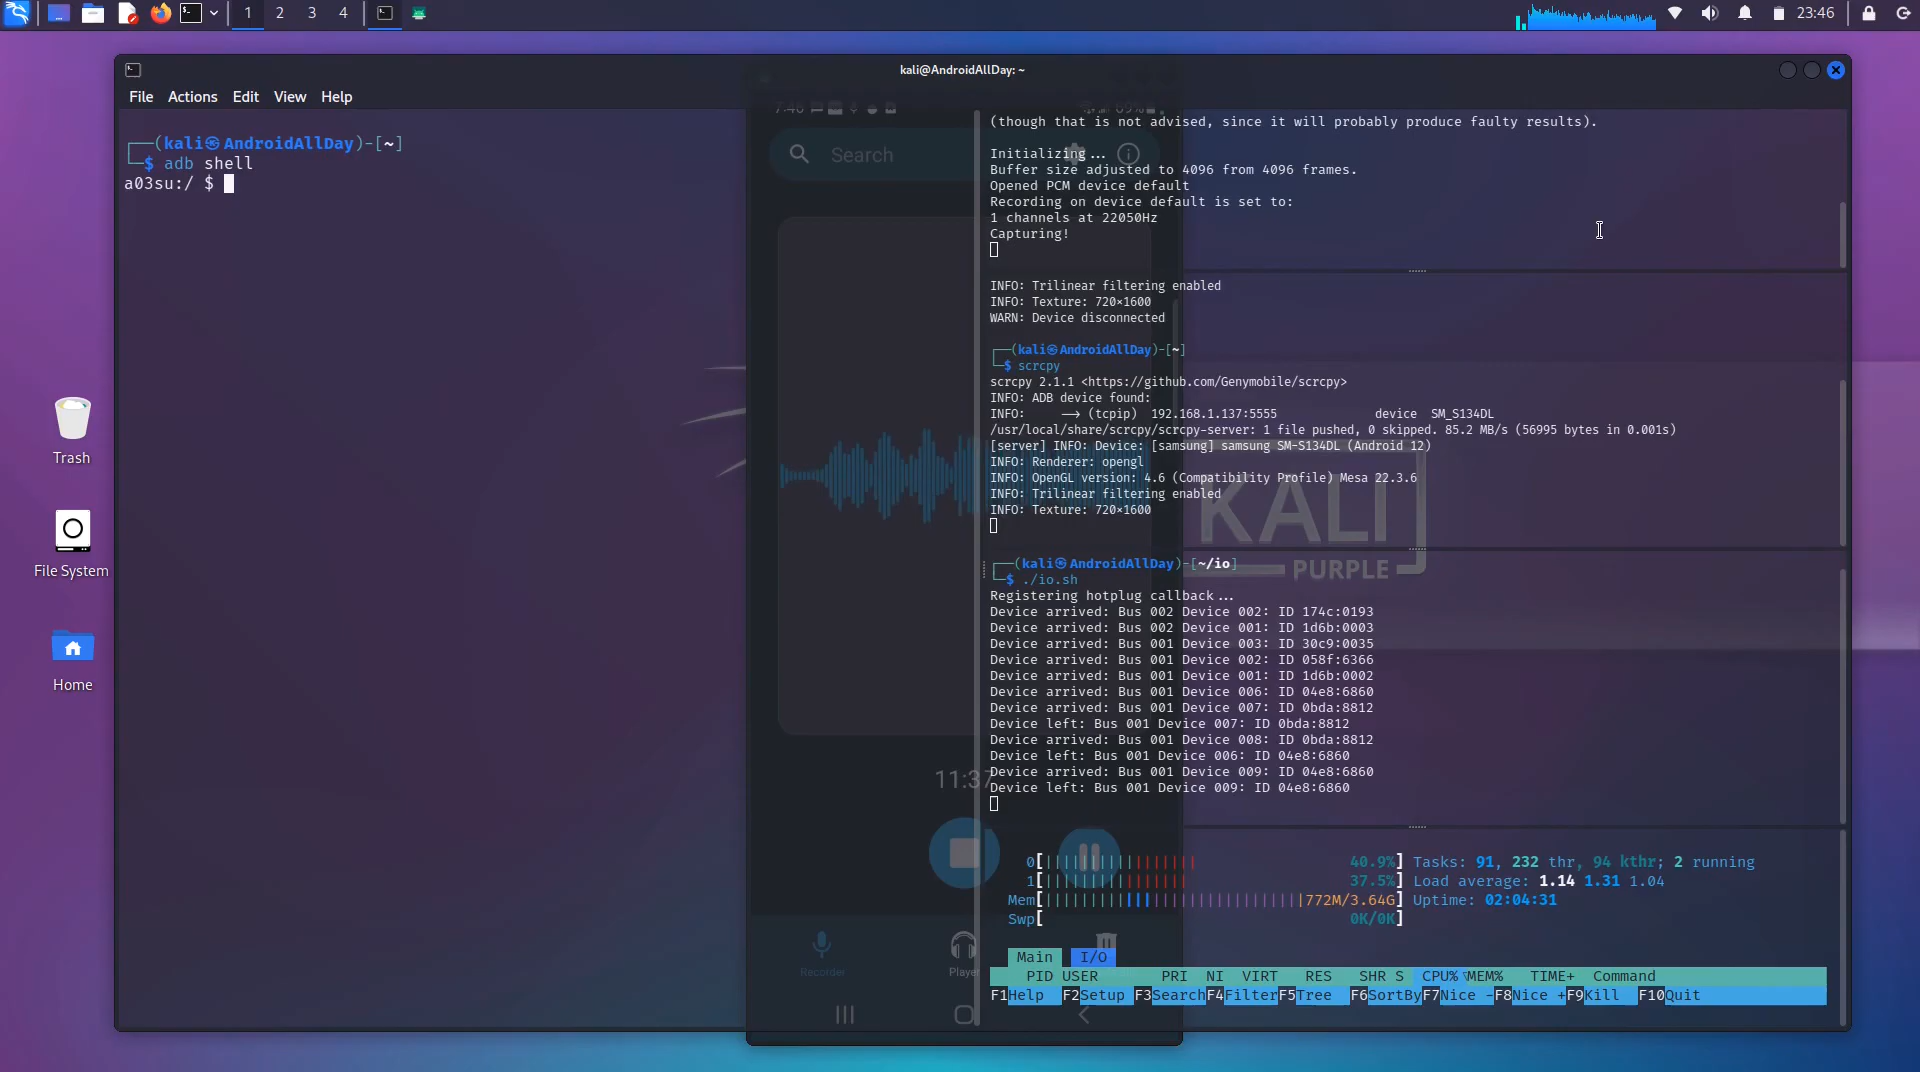 1 2 3 4
23:46
kali@AndroidAllDay: ~
File Actions Edit View Help
┌──(kali㉿AndroidAllDay)-[~]
└─$ adb shell
a03su:/ $
Trash
File System
Home
Search
11:37
Recorder
Player
(though that is not advised, since it will probably produce faulty results).
Initializing...
Buffer size adjusted to 4096 from 4096 frames.
Opened PCM device default
Recording on device default is set to:
1 channels at 22050Hz
Capturing!
INFO: Trilinear filtering enabled
INFO: Texture: 720×1600
WARN: Device disconnected
┌──(kali㉿AndroidAllDay)-[~]
└─$ scrcpy
scrcpy 2.1.1 <https://github.com/Genymobile/scrcpy>
INFO: ADB device found:
INFO: --> (tcpip) 192.168.1.137:5555 device SM_S134DL
/usr/local/share/scrcpy/scrcpy-server: 1 file pushed, 0 skipped. 85.2 MB/s (56995 bytes in 0.001s)
[server] INFO: Device: [samsung] samsung SM-S134DL (Android 12)
INFO: Renderer: opengl
INFO: OpenGL version: 4.6 (Compatibility Profile) Mesa 22.3.6
INFO: Trilinear filtering enabled
INFO: Texture: 720×1600
KALI
PURPLE
┌──(kali㉿AndroidAllDay)-[~/io]
└─$ ./io.sh
Registering hotplug callback...
Device arrived: Bus 002 Device 002: ID 174c:0193
Device arrived: Bus 002 Device 001: ID 1d6b:0003
Device arrived: Bus 001 Device 003: ID 30c9:0035
Device arrived: Bus 001 Device 002: ID 058f:6366
Device arrived: Bus 001 Device 001: ID 1d6b:0002
Device arrived: Bus 001 Device 006: ID 04e8:6860
Device arrived: Bus 001 Device 007: ID 0bda:8812
Device left: Bus 001 Device 007: ID 0bda:8812
Device arrived: Bus 001 Device 008: ID 0bda:8812
Device left: Bus 001 Device 006: ID 04e8:6860
Device arrived: Bus 001 Device 009: ID 04e8:6860
Device left: Bus 001 Device 009: ID 04e8:6860
0[|||||||||||||||||| 40.9%] Tasks: 91, 232 thr, 94 kthr; 2 running
1[||||||||||||||||| 37.5%] Load average: 1.14 1.31 1.04
Mem[||||||||||||||||||||||||||||||772M/3.64G] Uptime: 02:04:31
Swp[ 0K/0K]
Main I/O
PID USER PRI NI VIRT RES SHR S CPU%▽MEM% TIME+ Command
F1Help F2Setup F3SearchF4FilterF5Tree F6SortByF7Nice -F8Nice +F9Kill F10Quit